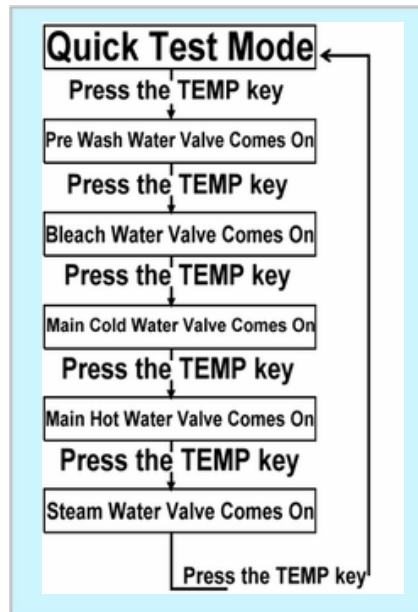 Quick Test Mode
Press the TEMP key
Pre Wash Water Valve Comes On
Press the TEMP key
Bleach Water Valve Comes On
Press the TEMP key
Main Cold Water Valve Comes On
Press the TEMP key
Main Hot Water Valve Comes On
Press the TEMP key
Steam Water Valve Comes On
Press the TEMP key